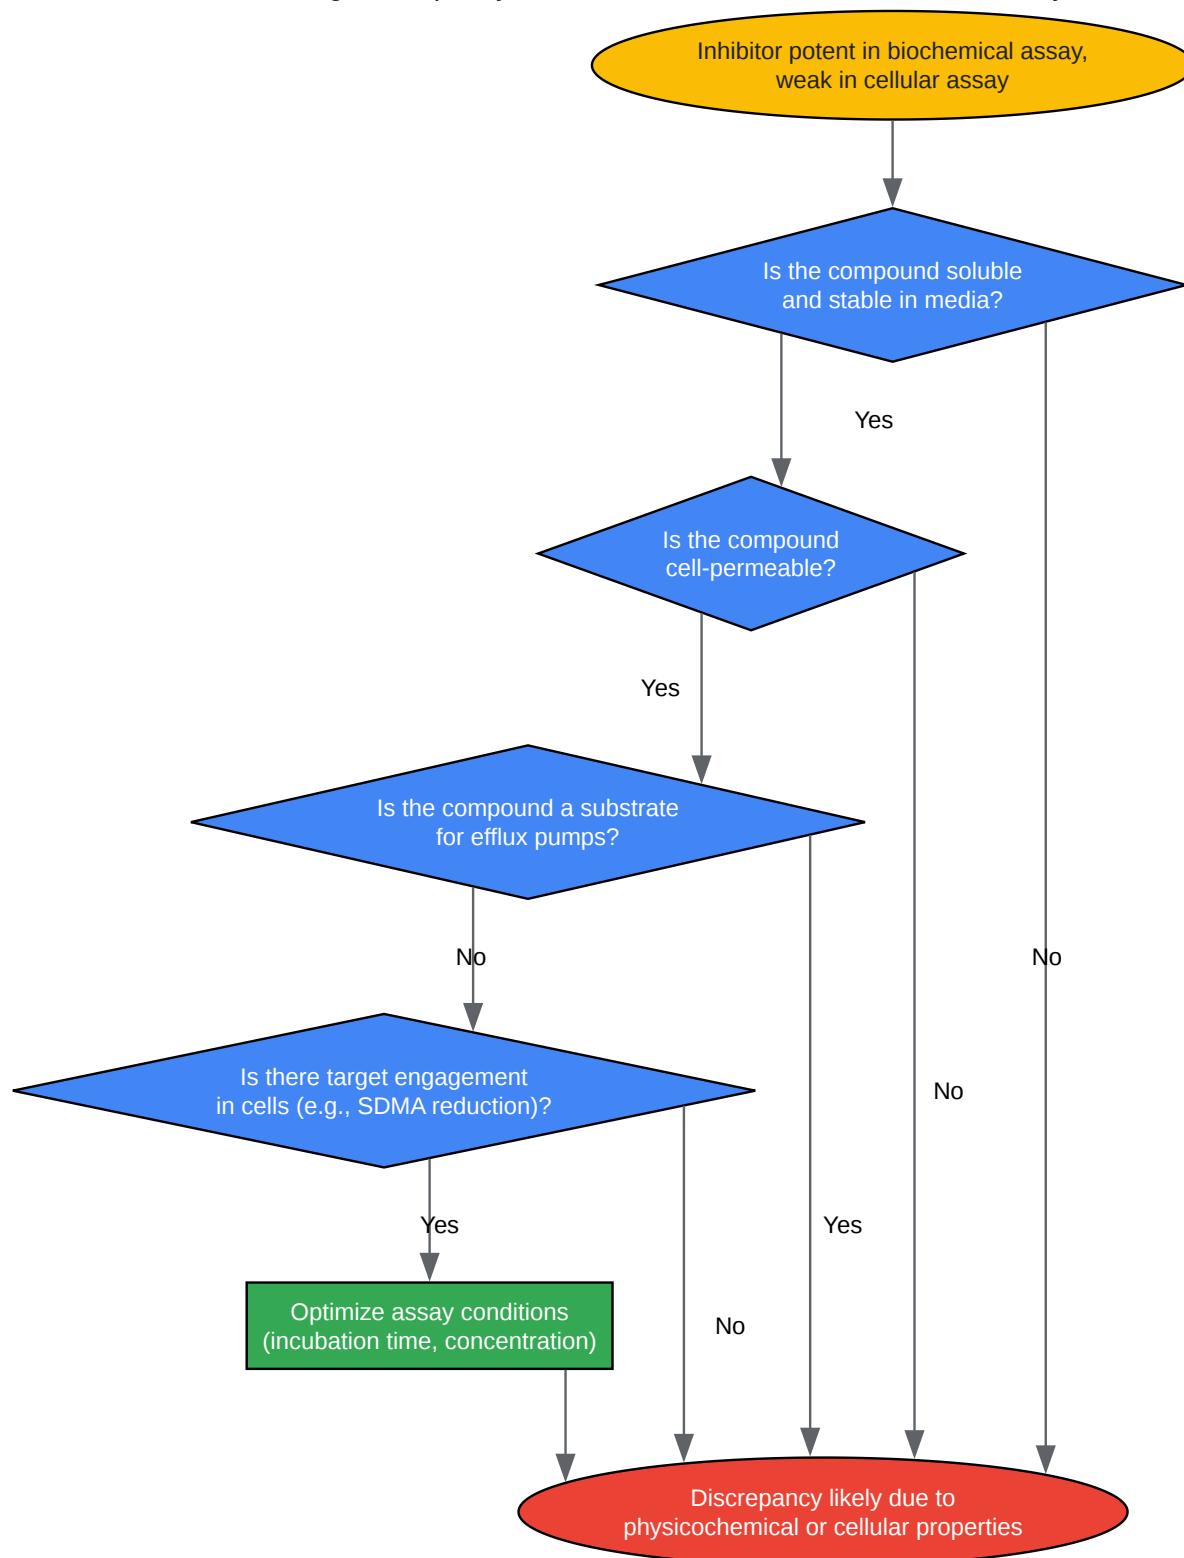 Inhibitor potent in biochemical assay,
weak in cellular assay
Is the compound soluble
and stable in media?
Yes
Is the compound
cell-permeable?
Yes
Is the compound a substrate
for efflux pumps?
No
No
Is there target engagement
in cells (e.g., SDMA reduction)?
No
Yes
Yes
Optimize assay conditions
(incubation time, concentration)
No
Discrepancy likely due to
physicochemical or cellular properties